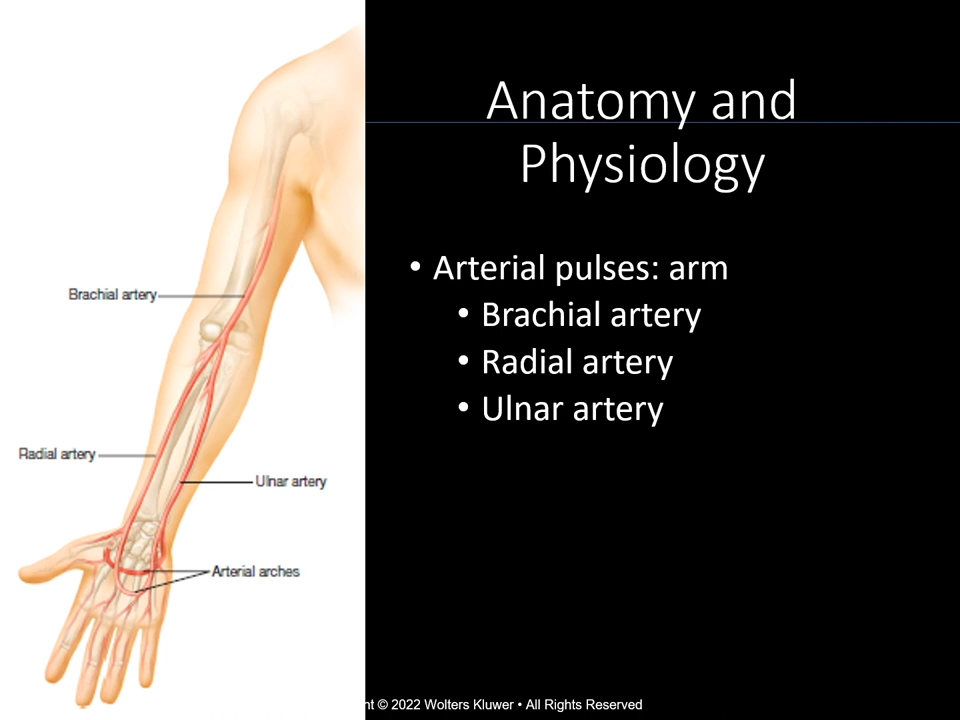 Anatomy and
Physiology
• Arterial pulses: arm
• Brachial artery
• Radial artery
• Ulnar artery
Brachial artery
Radial artery
Ulnar artery
Arterial arches
© 2022 Wolters Kluwer • All Rights Reserved